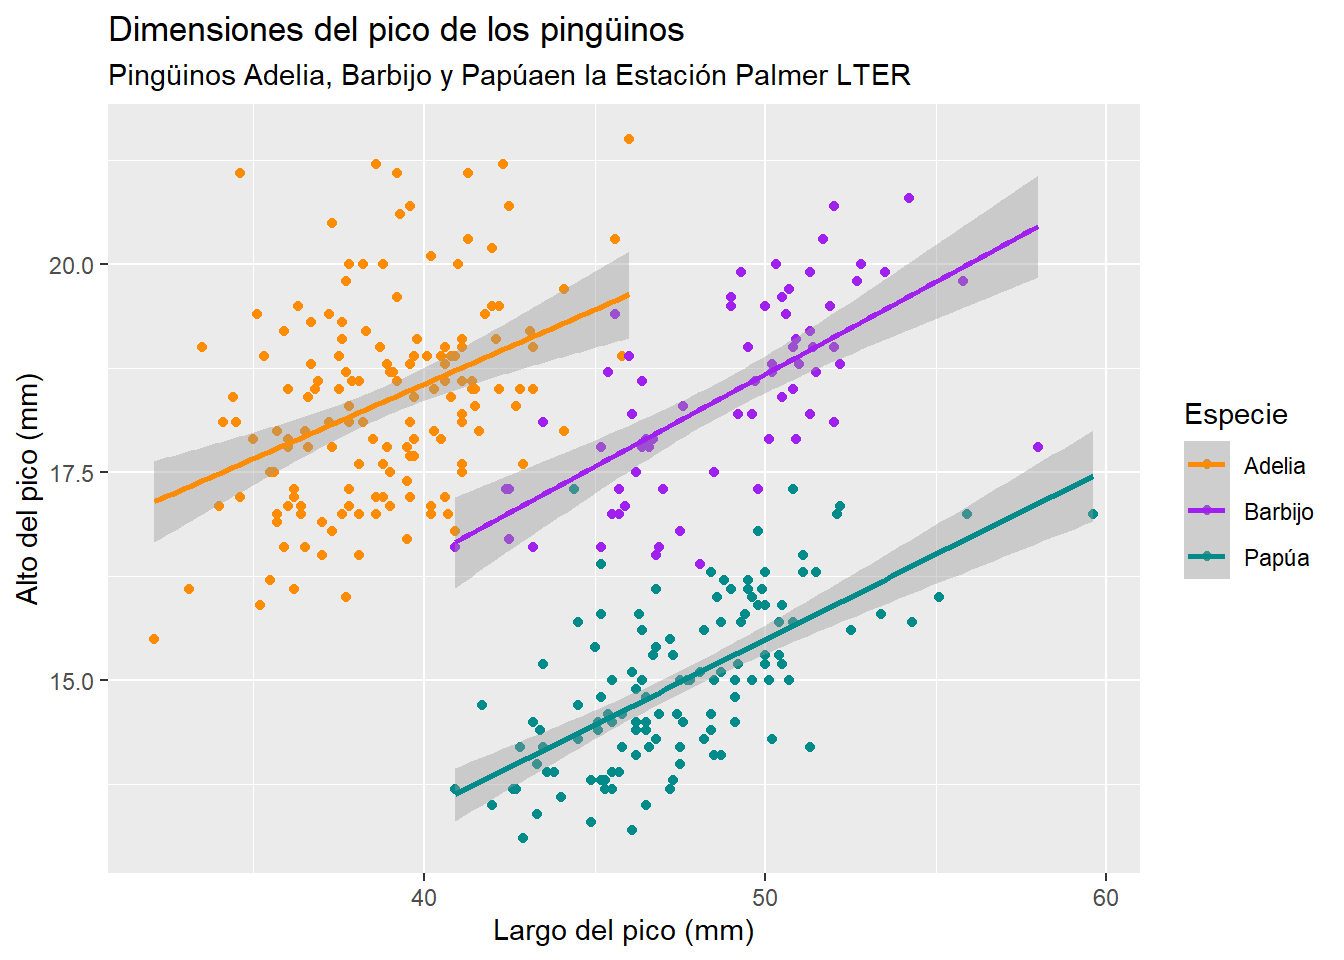 Dimensiones del pico de los pingüinos
Pingüinos Adelia, Barbijo y Papúaen la Estación Palmer LTER
Alto del pico (mm)
20.0
17.5
15.0
40
50
60
Largo del pico (mm)
Especie
Adelia
Barbijo
Papúa